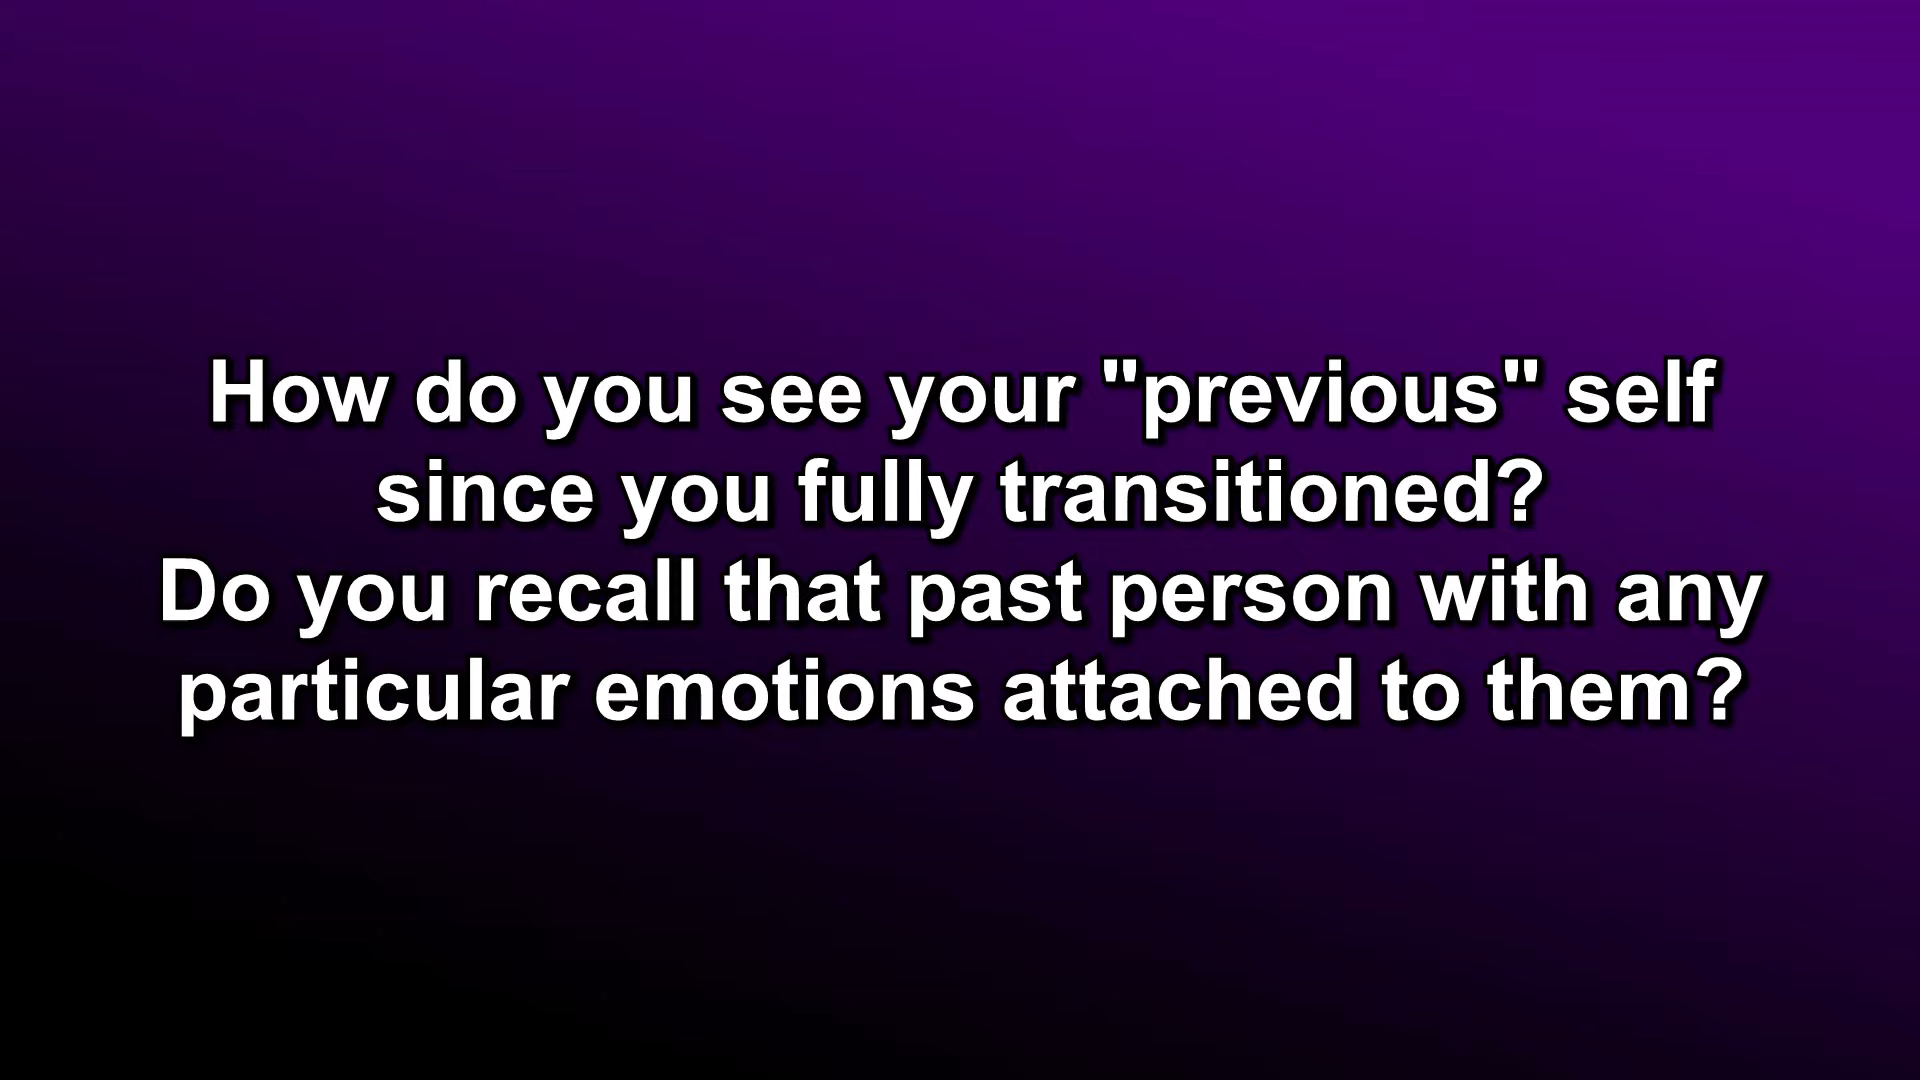 How do you see your "previous" self
since you fully transitioned?
Do you recall that past person with any
particular emotions attached to them?